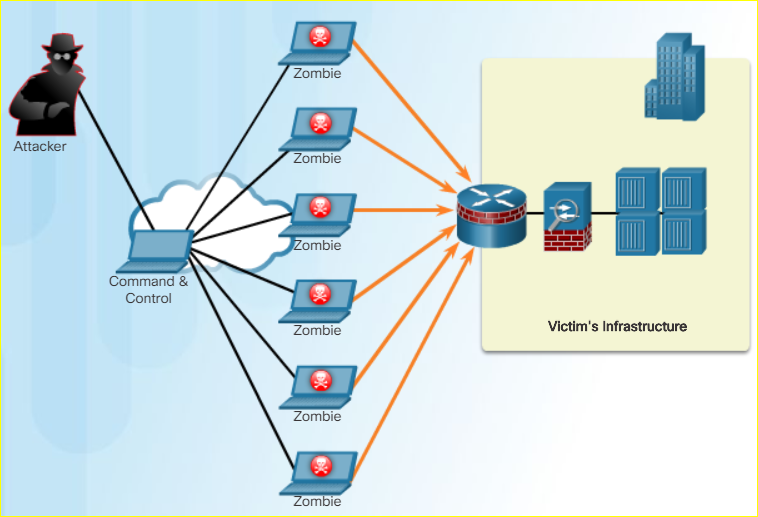 Zombie
Attacker
Zombie
Zombie
Command &
Control
Zombie
Victim's Infrastructure
Zombie
Zombie